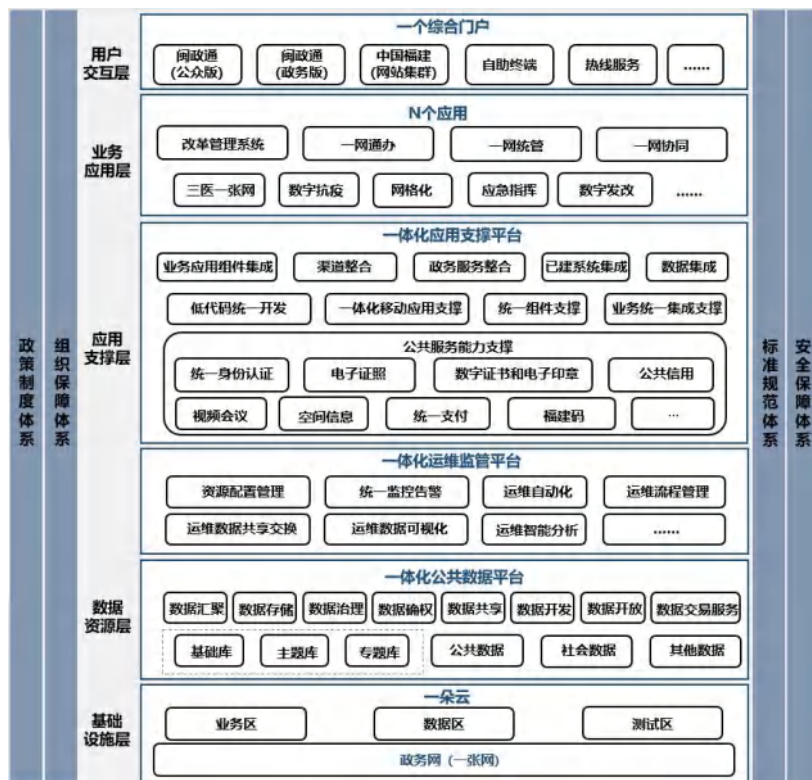 政策制度体系
组织保障体系
用户
交互层
一个综合门户
闽政通
(公众版)
闽政通
(政务版)
中国福建
(网站集群)
自助终端
热线服务
......
业务
应用层
N个应用
改革管理系统
一网通办
一网统管
一网协同
三医一张网
数字抗疫
网格化
应急指挥
数字发改
......
应用
支撑层
一体化应用支撑平台
业务应用组件集成
渠道整合
政务服务整合
已建系统集成
数据集成
低代码统一开发
一体化移动应用支撑
统一组件支撑
业务统一集成支撑
公共服务能力支撑
统一身份认证
电子证照
数字证书和电子印章
公共信用
视频会议
空间信息
统一支付
福建码
...
一体化运维监管平台
资源配置管理
统一监控告警
运维自动化
运维流程管理
运维数据共享交换
运维数据可视化
运维智能分析
......
数据
资源层
一体化公共数据平台
数据汇聚
数据存储
数据治理
数据确权
数据共享
数据开发
数据开放
数据交易服务
基础库
主题库
专题库
公共数据
社会数据
其他数据
基础
设施层
一朵云
业务区
数据区
测试区
政务网 (一张网)
标准规范体系
安全保障体系